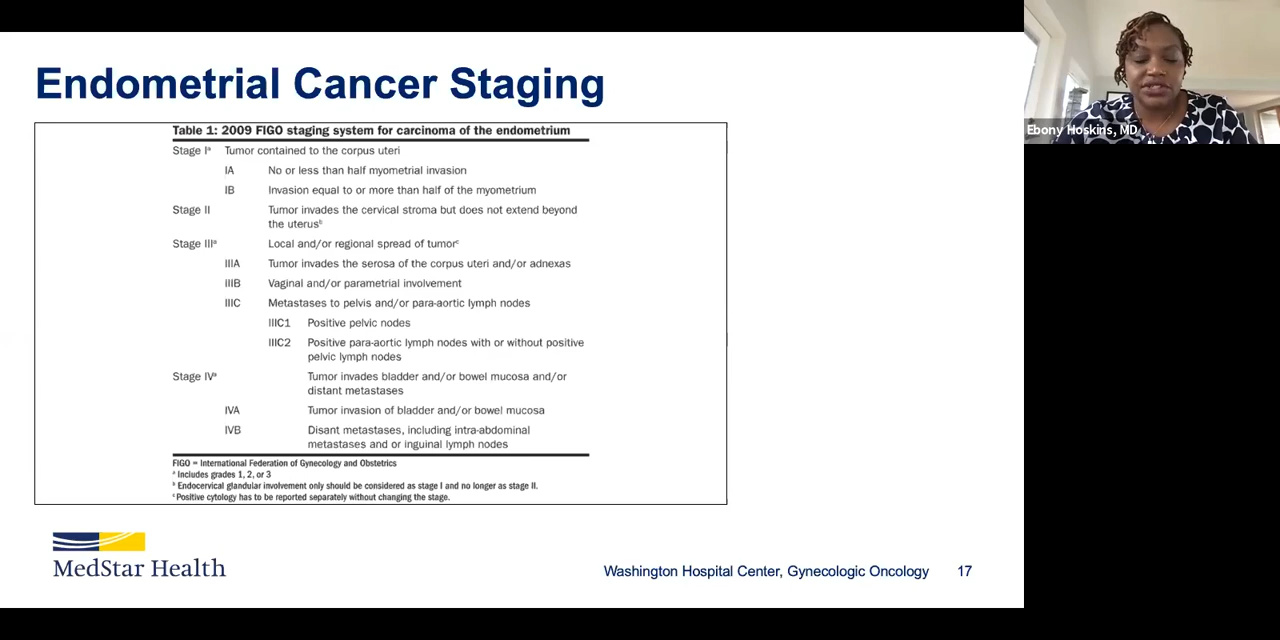 Endometrial Cancer Staging
Table 1: 2009 FIGO staging system for carcinoma of the endometrium
Stage Iᵃ Tumor contained to the corpus uteri
IA No or less than half myometrial invasion
IB Invasion equal to or more than half of the myometrium
Stage II Tumor invades the cervical stroma but does not extend beyond
the uterusᵇ
Stage IIIᵃ Local and/or regional spread of tumorᶜ
IIIA Tumor invades the serosa of the corpus uteri and/or adnexas
IIIB Vaginal and/or parametrial involvement
IIIC Metastases to pelvis and/or para-aortic lymph nodes
IIIC1 Positive pelvic nodes
IIIC2 Positive para-aortic lymph nodes with or without positive
pelvic lymph nodes
Stage IVᵃ Tumor invades bladder and/or bowel mucosa and/or
distant metastases
IVA Tumor invasion of bladder and/or bowel mucosa
IVB Disant metastases, including intra-abdominal
metastases and or inguinal lymph nodes
FIGO = International Federation of Gynecology and Obstetrics
ᵃ Includes grades 1, 2, or 3
ᵇ Endocervical glandular involvement only should be considered as stage I and no longer as stage II.
ᶜ Positive cytology has to be reported separately without changing the stage.
MedStar Health
Washington Hospital Center, Gynecologic Oncology 17
Ebony Hoskins, MD